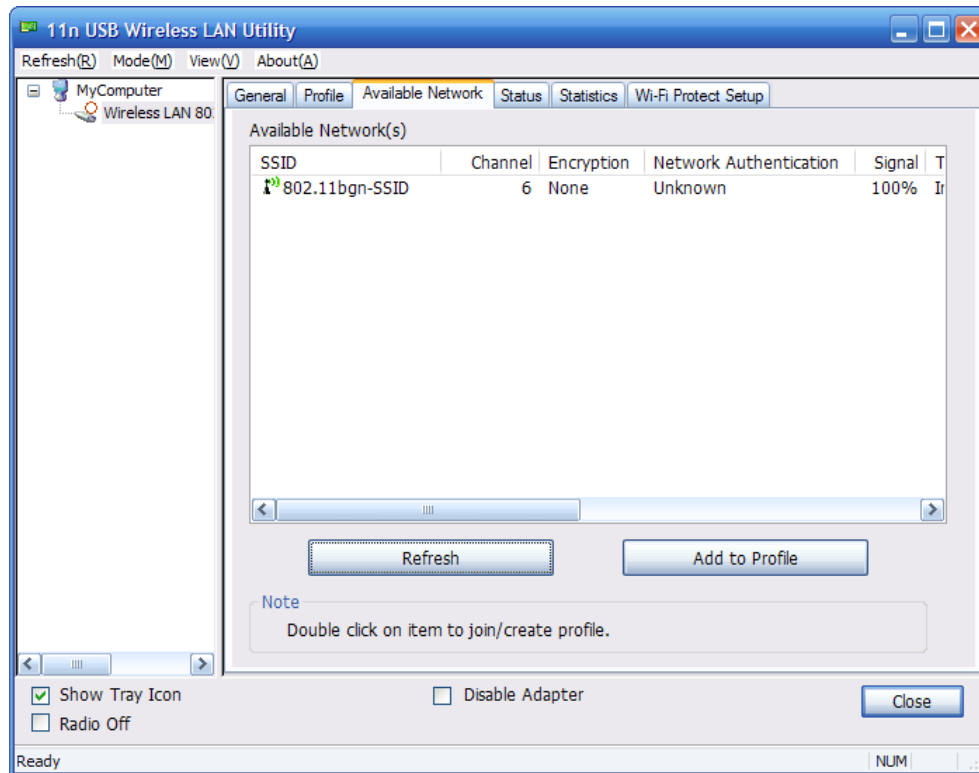 11n USB Wireless LAN Utility
Refresh(R) Mode(M) View(V) About(A)
MyComputer
Wireless LAN 80
General Profile Available Network Status Statistics Wi-Fi Protect Setup
Available Network(s)
SSID Channel Encryption Network Authentication Signal T
802.11bgn-SSID 6 None Unknown 100% Ir
Refresh Add to Profile
Note
Double click on item to join/create profile.
Show Tray Icon Disable Adapter Close
Radio Off
Ready NUM